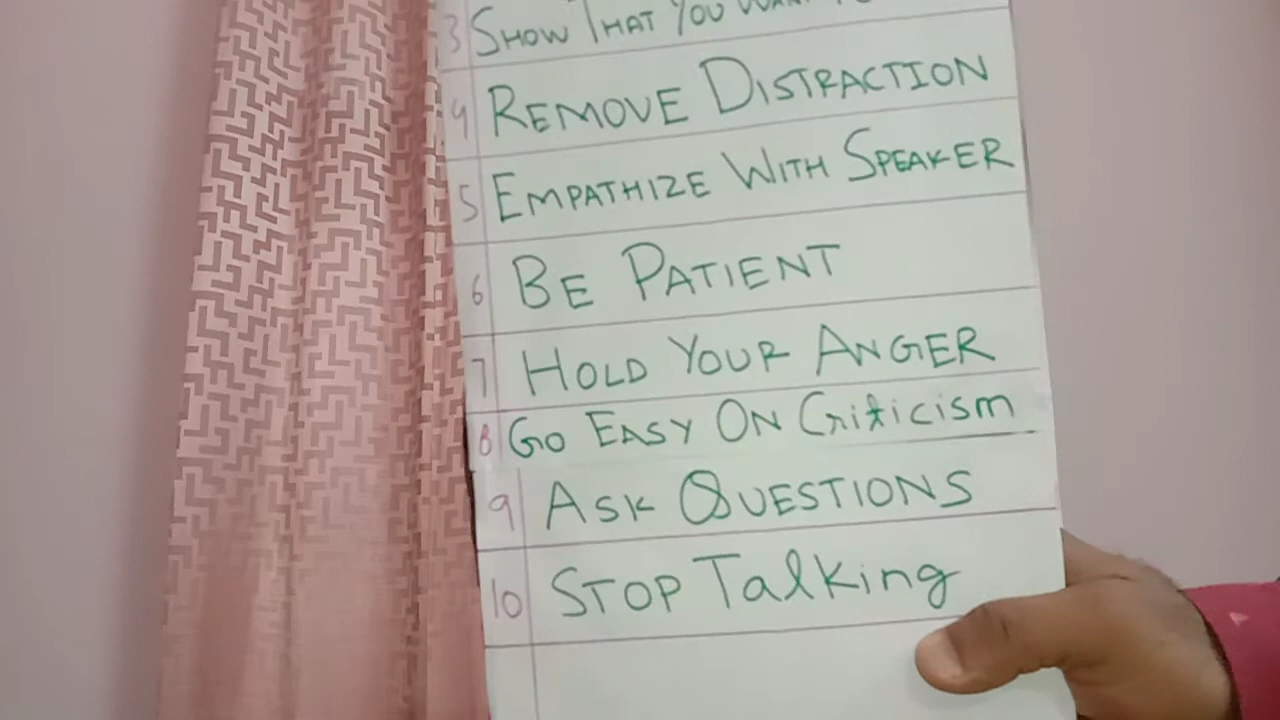 3 SHOW THAT YOU WANT TO
4 REMOVE DISTRACTION
5 EMPATHIZE WITH SPEAKER
6 BE PATIENT
7 HOLD YOUR ANGER
8 GO EASY ON CRiticism
9 ASK QUESTIONS
10 STOP Talking